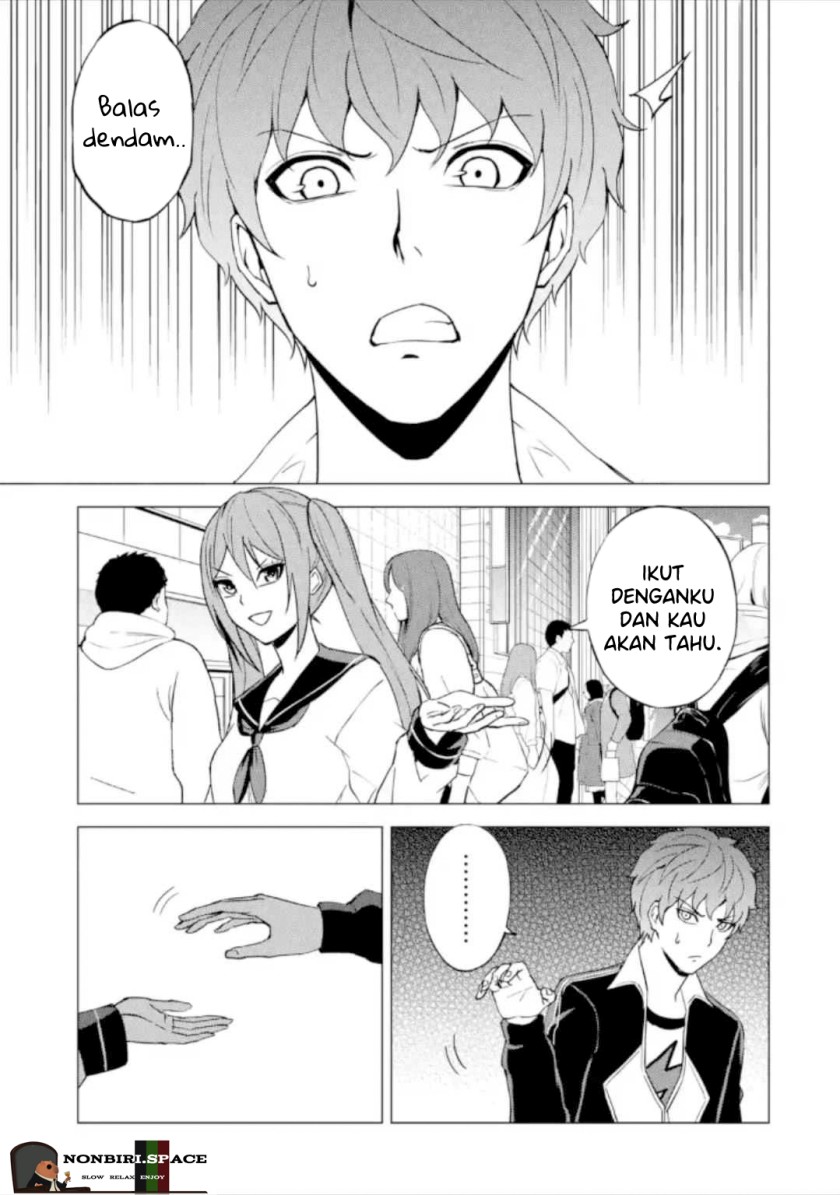 Balas
dendam..
IKUT
DENGANKU
DAN KAU
AKAN TAHU.
..........
NONBIRI.SPACE
SLOW RELAX ENJOY